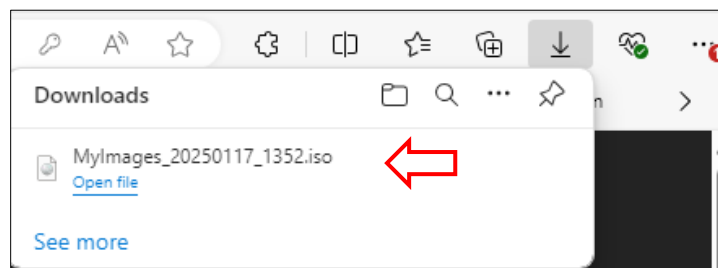 A
Downloads
MyImages_20250117_1352.iso
Open file
See more